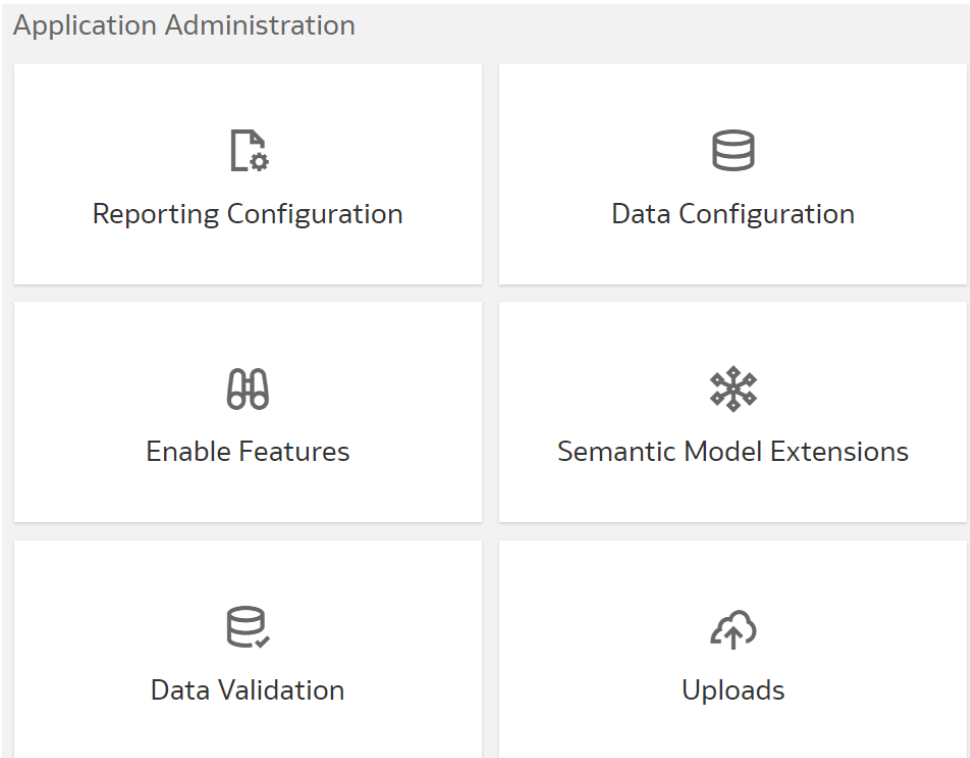 Application Administration
Reporting Configuration
Data Configuration
Enable Features
Semantic Model Extensions
Data Validation
Uploads